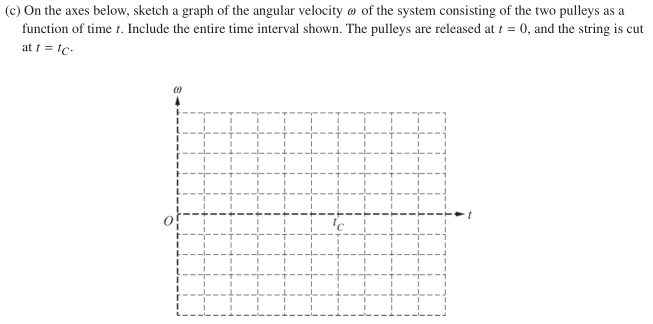 (c) On the axes below, sketch a graph of the angular velocity ω of the system consisting of the two pulleys as a
function of time t. Include the entire time interval shown. The pulleys are released at t = 0, and the string is cut
at t = t_C.
ω
O
t_C
t